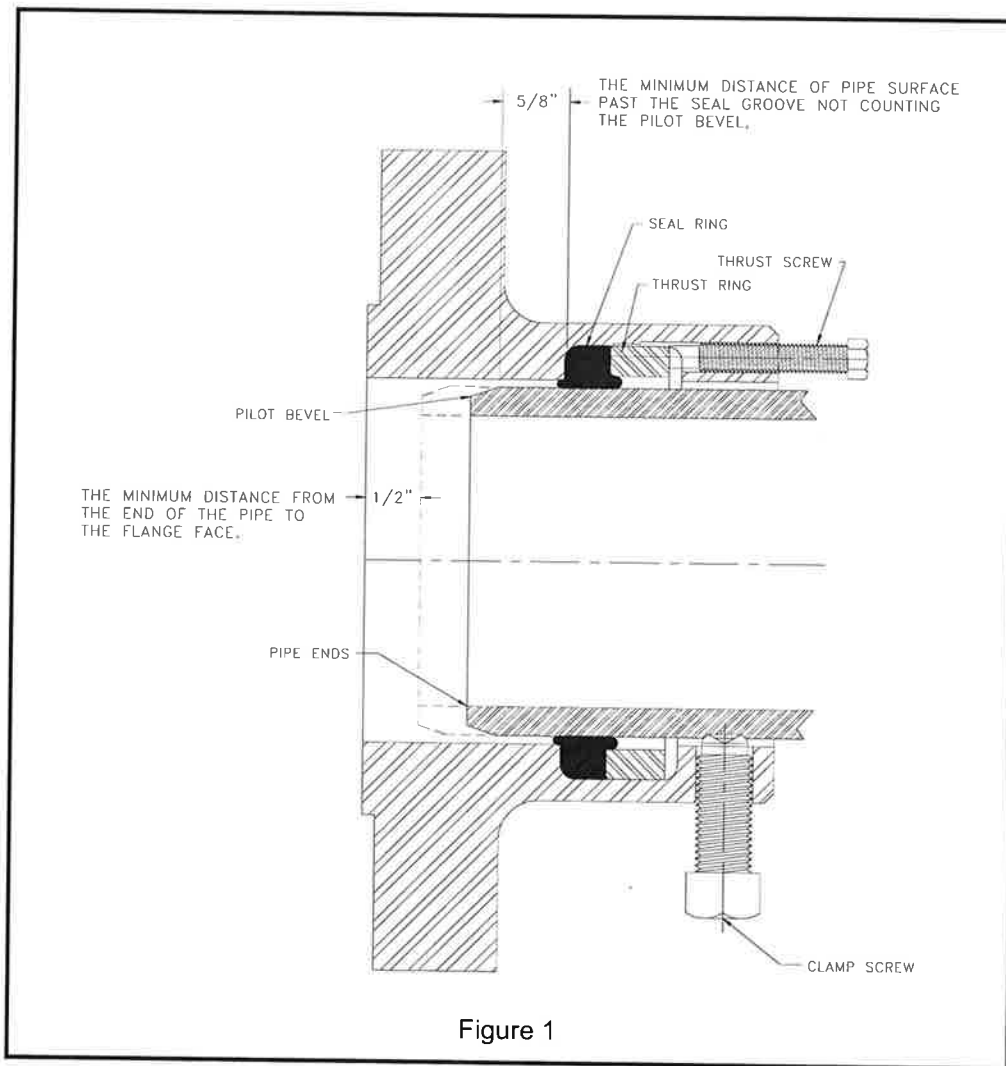 5/8"
THE MINIMUM DISTANCE OF PIPE SURFACE
PAST THE SEAL GROOVE NOT COUNTING
THE PILOT BEVEL.
SEAL RING
THRUST SCREW
THRUST RING
PILOT BEVEL
THE MINIMUM DISTANCE FROM
THE END OF THE PIPE TO
THE FLANGE FACE.
1/2"
PIPE ENDS
CLAMP SCREW
Figure 1